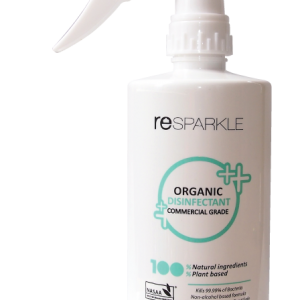 reSPARKLE
ORGANIC
DISINFECTANT
COMMERCIAL GRADE
100% Natural ingredients
% Plant based
NASAA
Kills 99.99% of Bacteria
Non-alcohol based formula